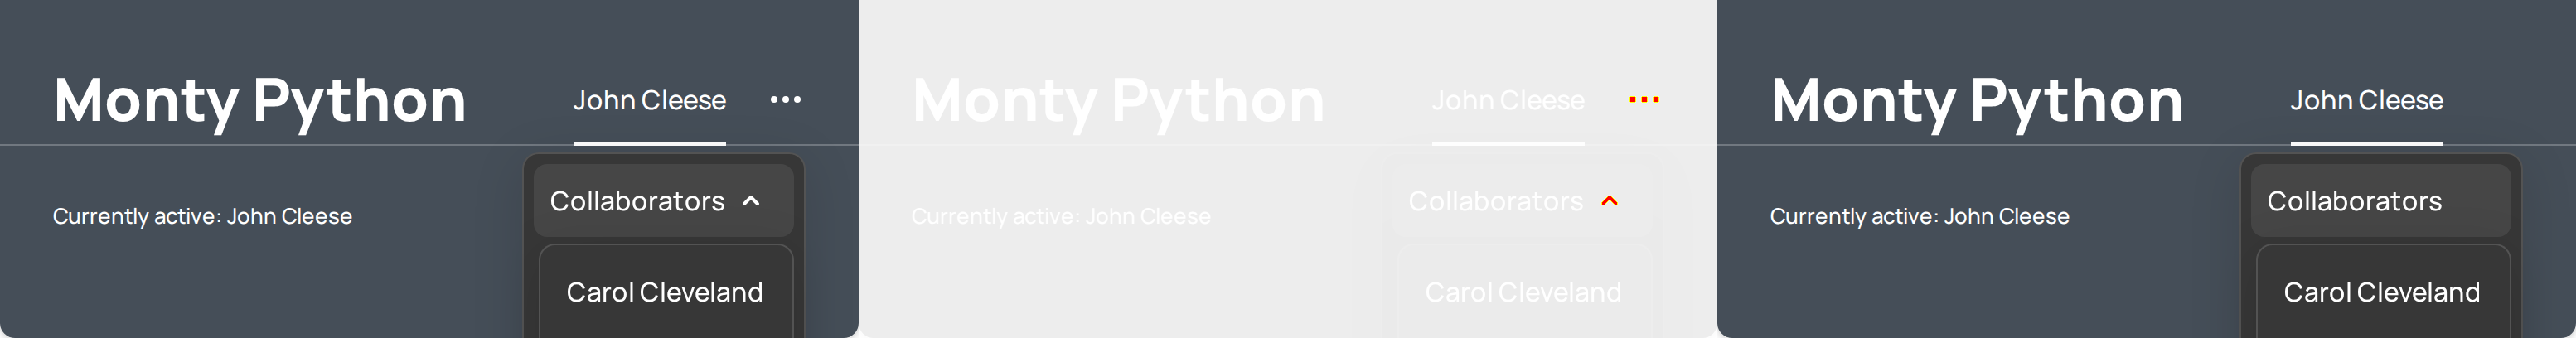 Monty Python John Cleese
Collaborators
Currently active: John Cleese
Carol Cleveland
Monty Python John Cleese
Collaborators
Currently active: John Cleese
Carol Cleveland
Monty Python John Cleese
Collaborators
Currently active: John Cleese
Carol Cleveland